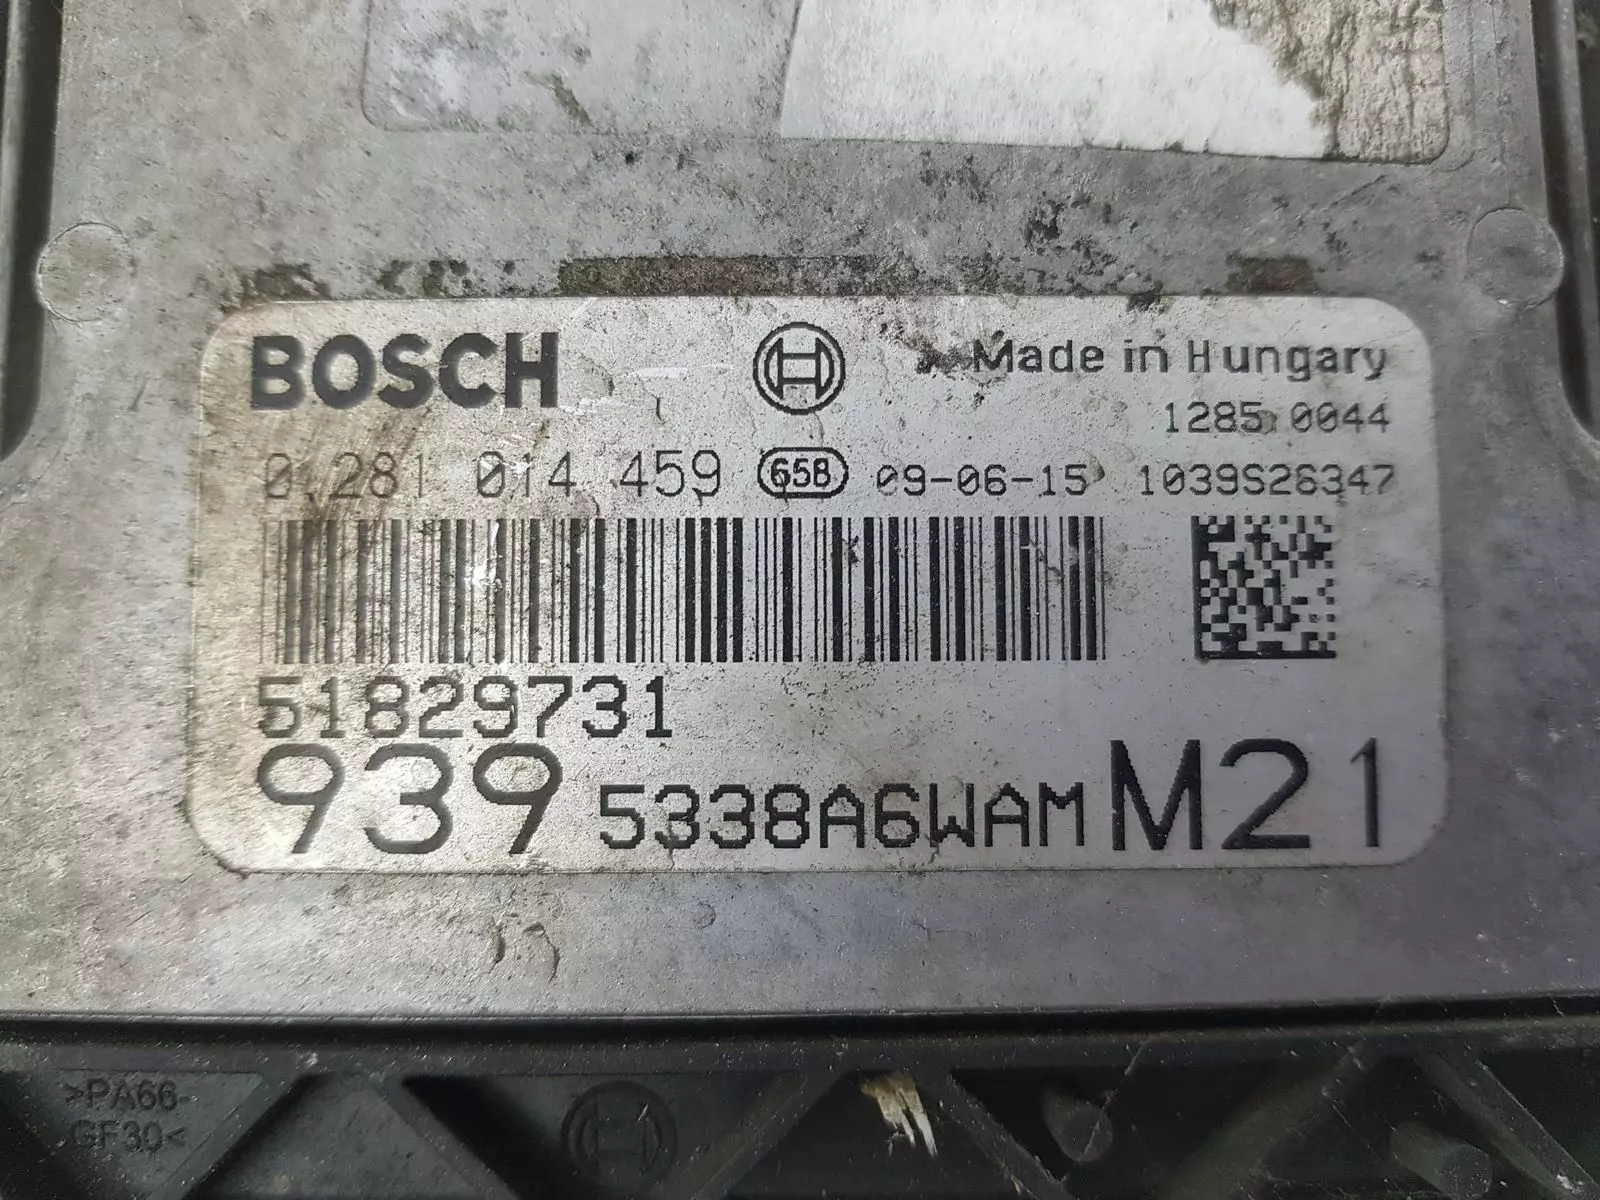 BOSCH Made in Hungary
1285 0044
0 281 014 459 658 09-06-15 1039S26347
51829731
939 5338A6WAM M21
>PA66-
GF30<